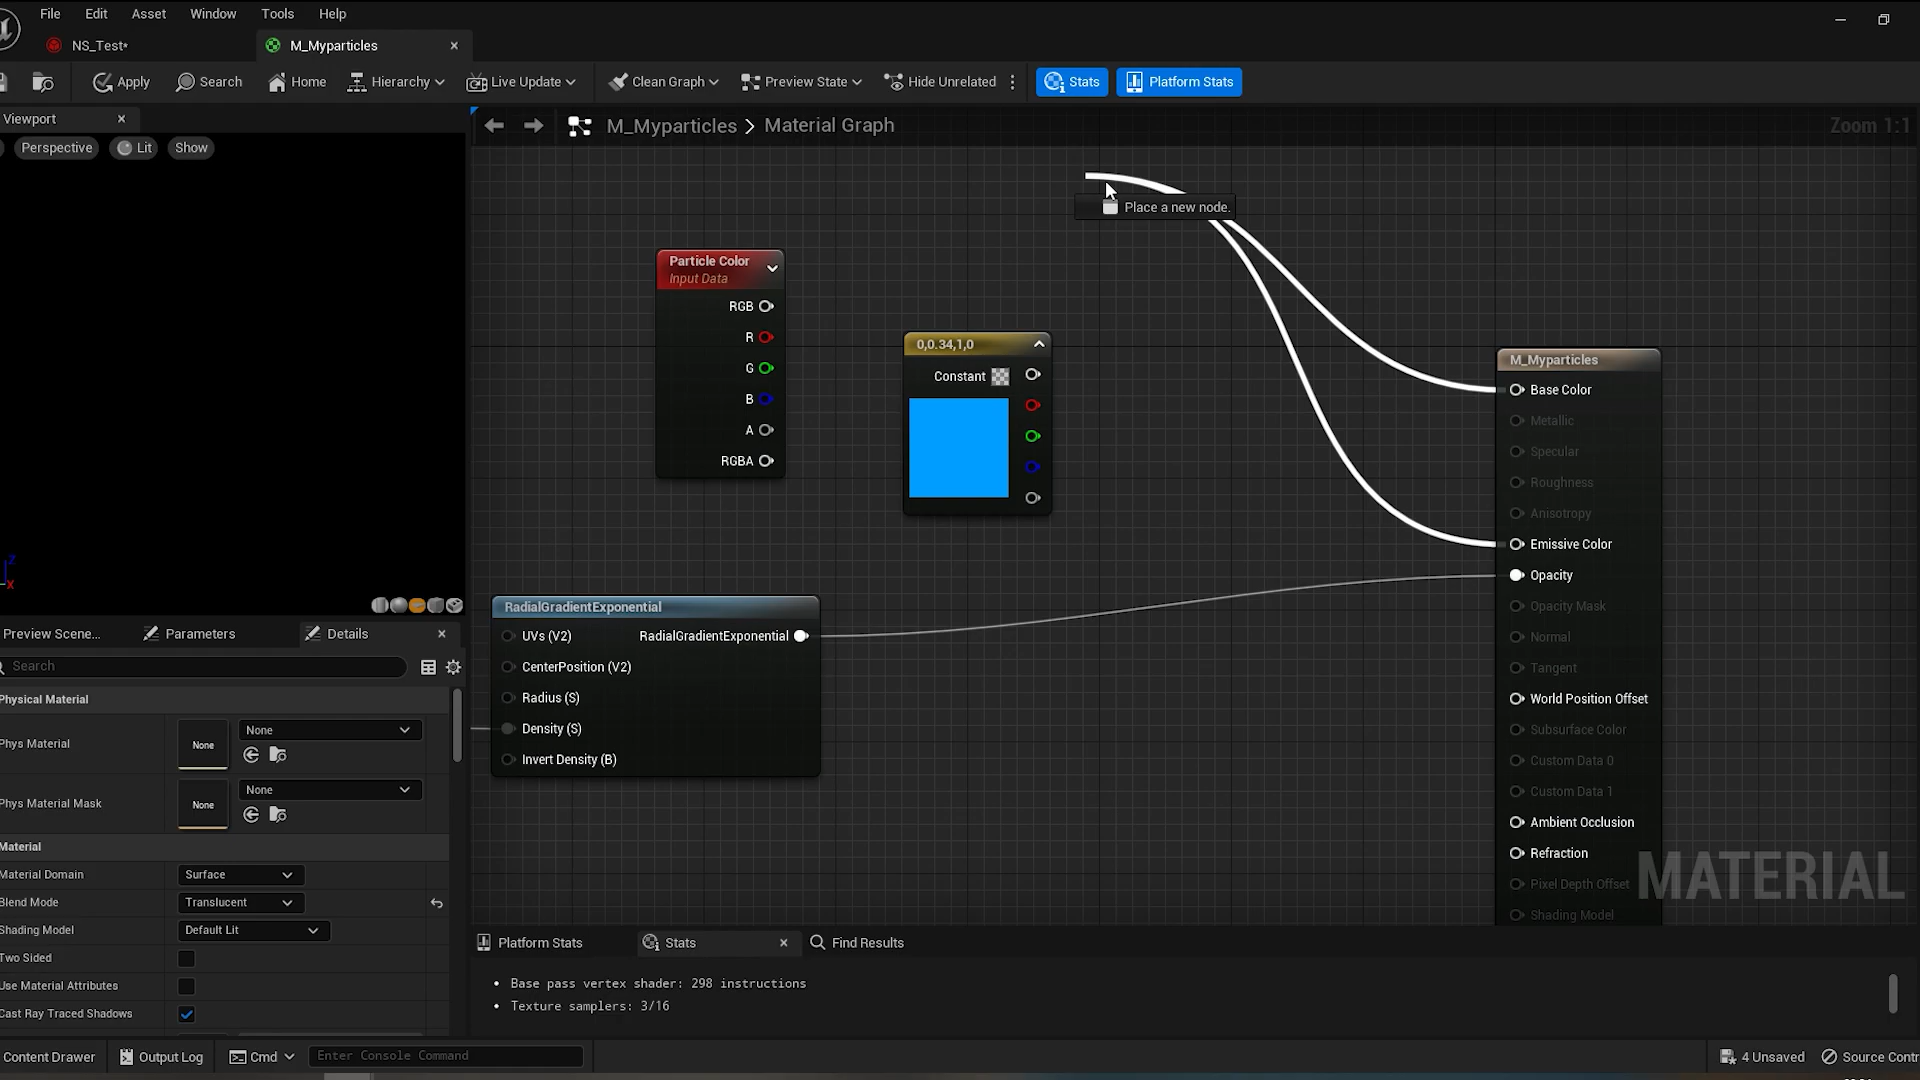 File Edit Asset Window Tools Help
NS_Test*
M_Myparticles
Apply Search Home Hierarchy Live Update Clean Graph Preview State Hide Unrelated Stats Platform Stats
Viewport
M_Myparticles > Material Graph
Zoom 1:1
Perspective Lit Show
Place a new node.
Particle Color
Input Data
RGB
R
G
B
A
RGBA
0,0.34,1,0
Constant
M_Myparticles
Base Color
Metallic
Specular
Roughness
Anisotropy
Emissive Color
Opacity
Opacity Mask
Normal
Tangent
World Position Offset
Subsurface Color
Custom Data 0
Custom Data 1
Ambient Occlusion
Refraction
Pixel Depth Offset
Shading Model
MATERIAL
RadialGradientExponential
UVs (V2) RadialGradientExponential
CenterPosition (V2)
Radius (S)
Density (S)
Invert Density (B)
Z
X
Preview Scene... Parameters Details
Search
Physical Material
Phys Material None None
Phys Material Mask None None
Material
Material Domain Surface
Blend Mode Translucent
Shading Model Default Lit
Two Sided
Use Material Attributes
Cast Ray Traced Shadows
Platform Stats Stats Find Results
• Base pass vertex shader: 298 instructions
• Texture samplers: 3/16
Content Drawer Output Log Cmd Enter Console Command 4 Unsaved Source Contr